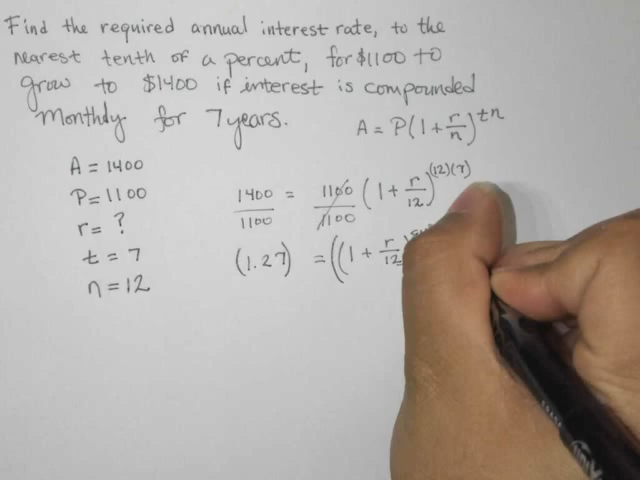 Find the required annual interest rate, to the
nearest tenth of a percent, for $1100 to
grow to $1400 if interest is compounded
Monthly for 7 years.
A = P(1 + r/n)^tn
A = 1400
P = 1100
r = ?
t = 7
n = 12
1400/1100 = 1100/1100 (1 + r/12)^(12)(7)
(1.27) = ((1 + r/12)